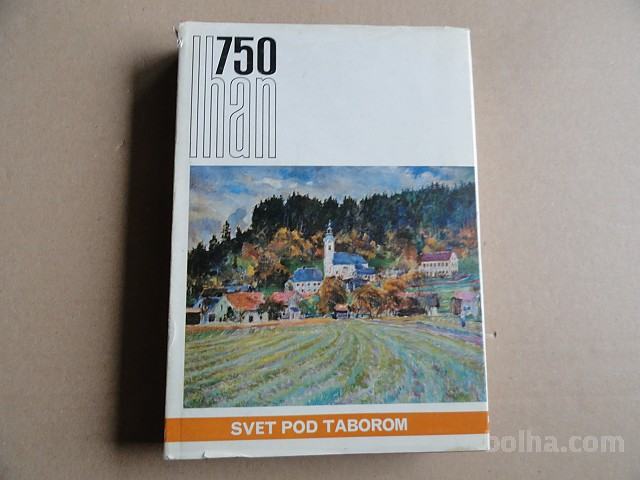 750
Ihan
SVET POD TABOROM
bolha.com